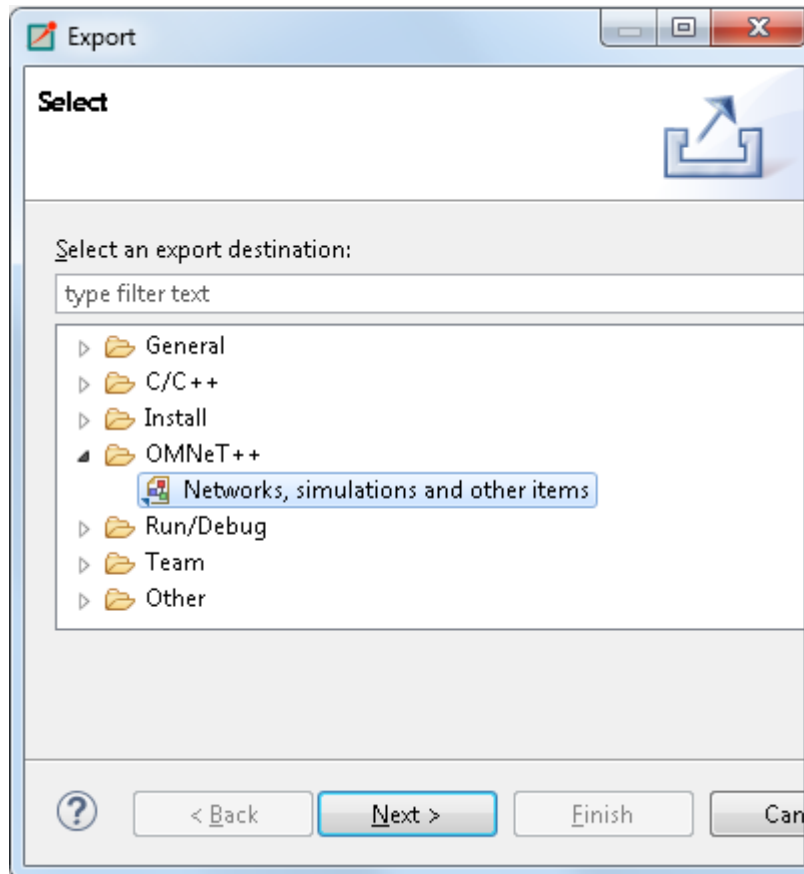 Export
Select
Select an export destination:
type filter text
General
C/C++
Install
OMNeT++
Networks, simulations and other items
Run/Debug
Team
Other
? < Back Next > Finish Can